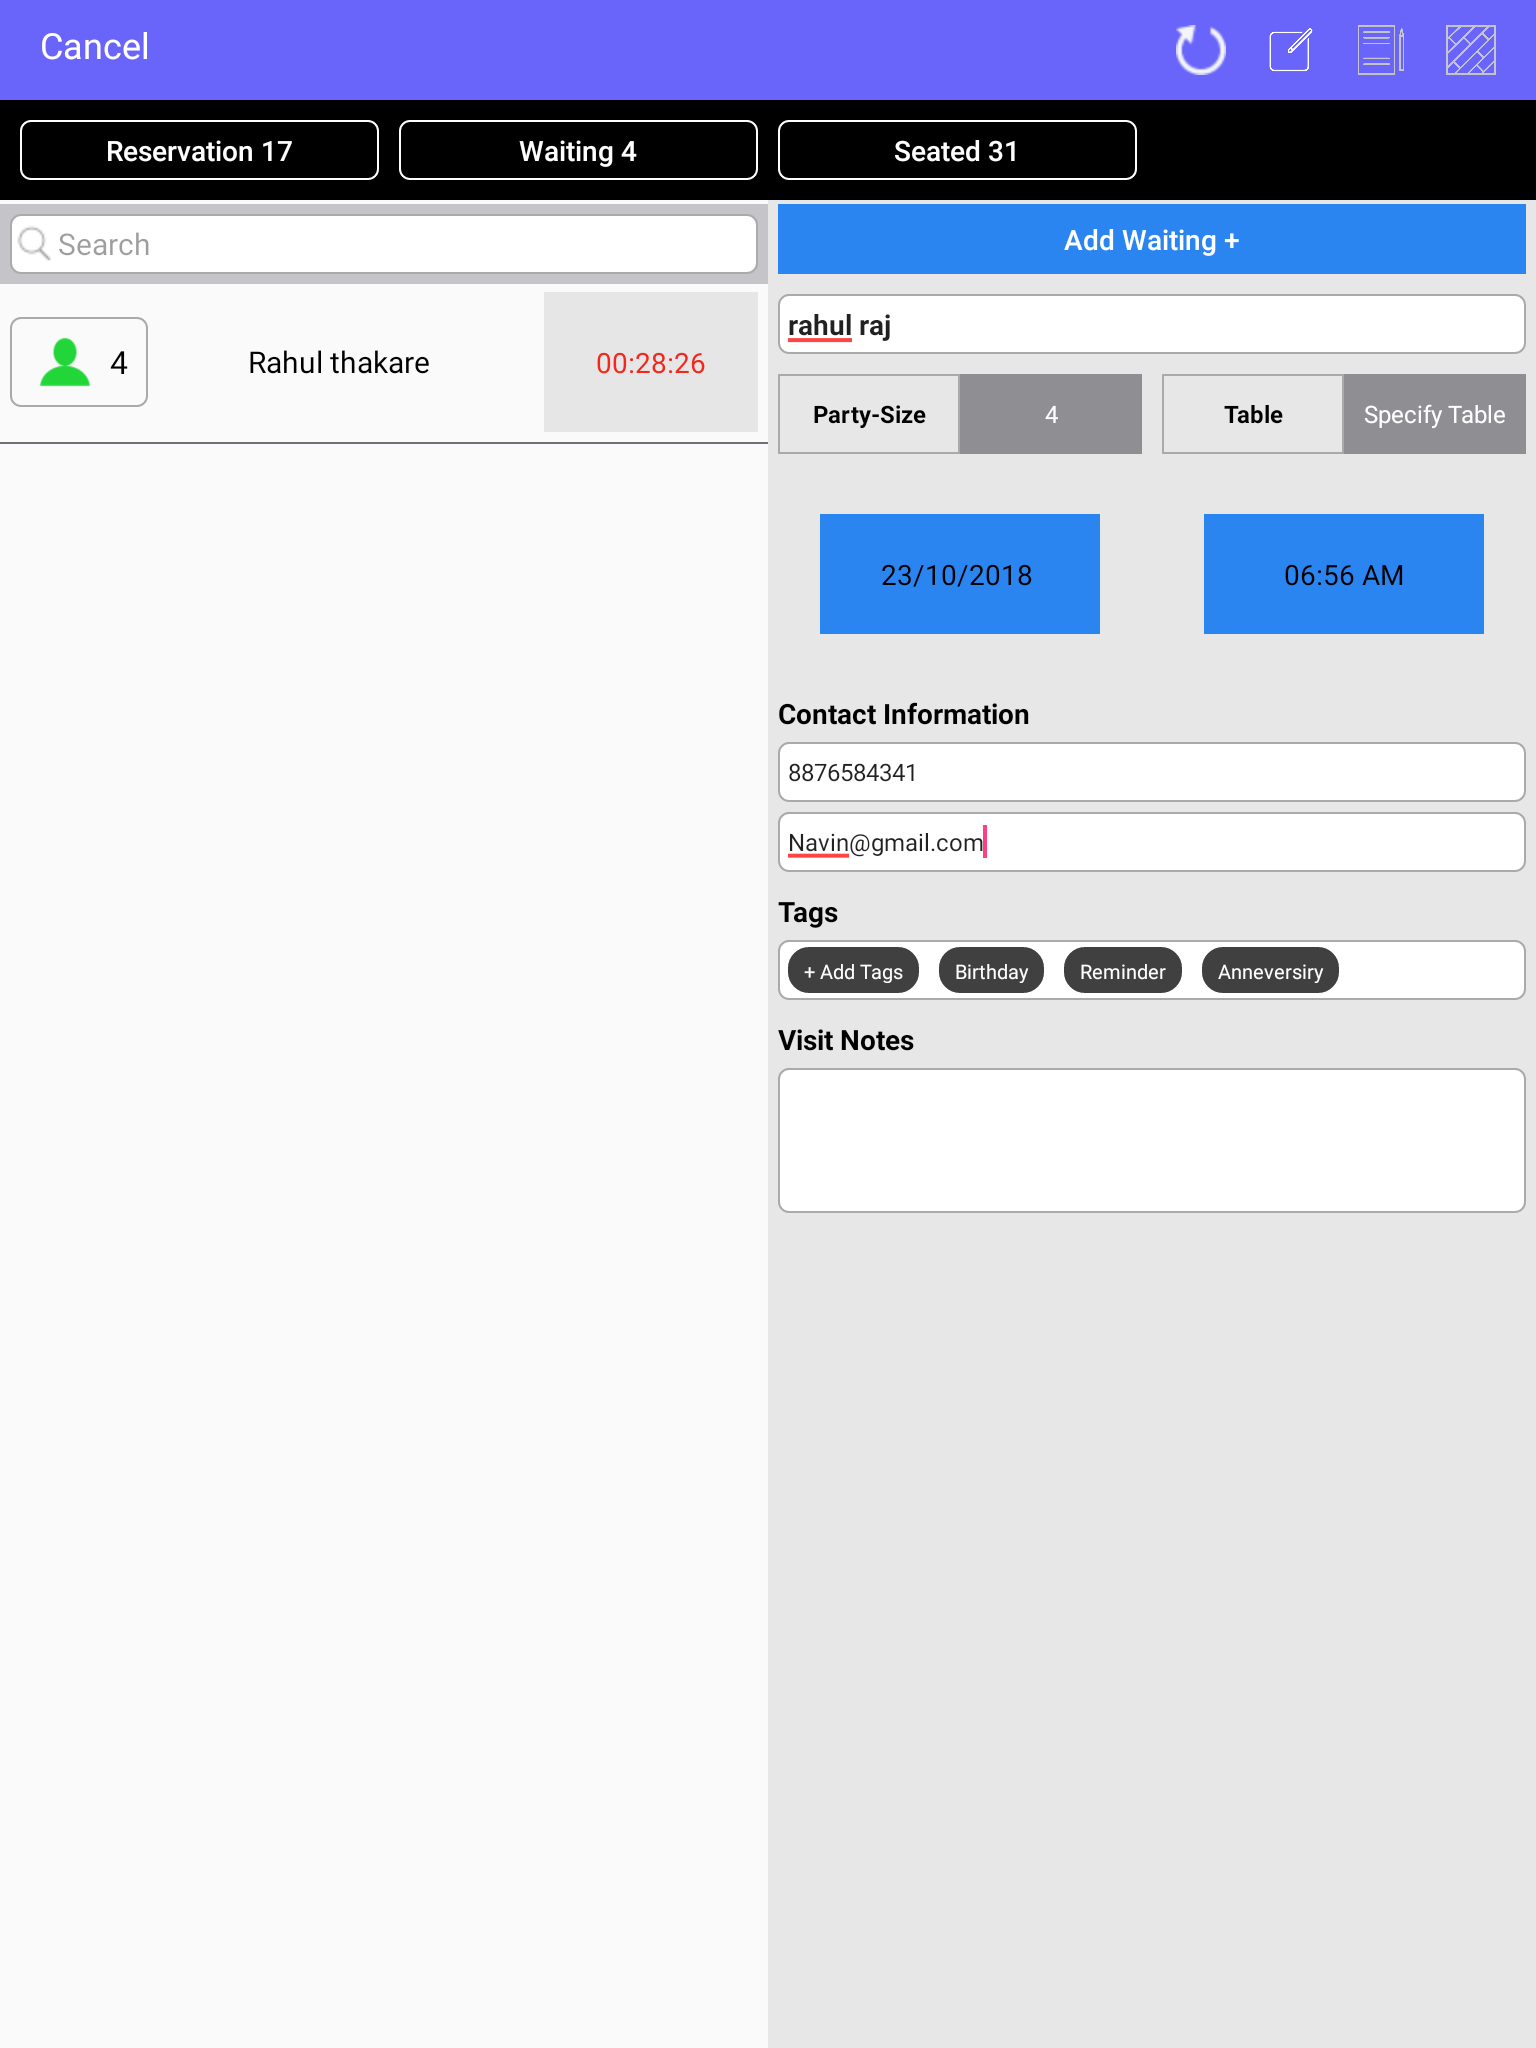 Cancel
Reservation 17
Waiting 4
Seated 31
Search
4
Rahul thakare
00:28:26
Add Waiting +
rahul raj
Party-Size
4
Table
Specify Table
23/10/2018
06:56 AM
Contact Information
8876584341
Navin@gmail.com
Tags
+ Add Tags
Birthday
Reminder
Anneversiry
Visit Notes